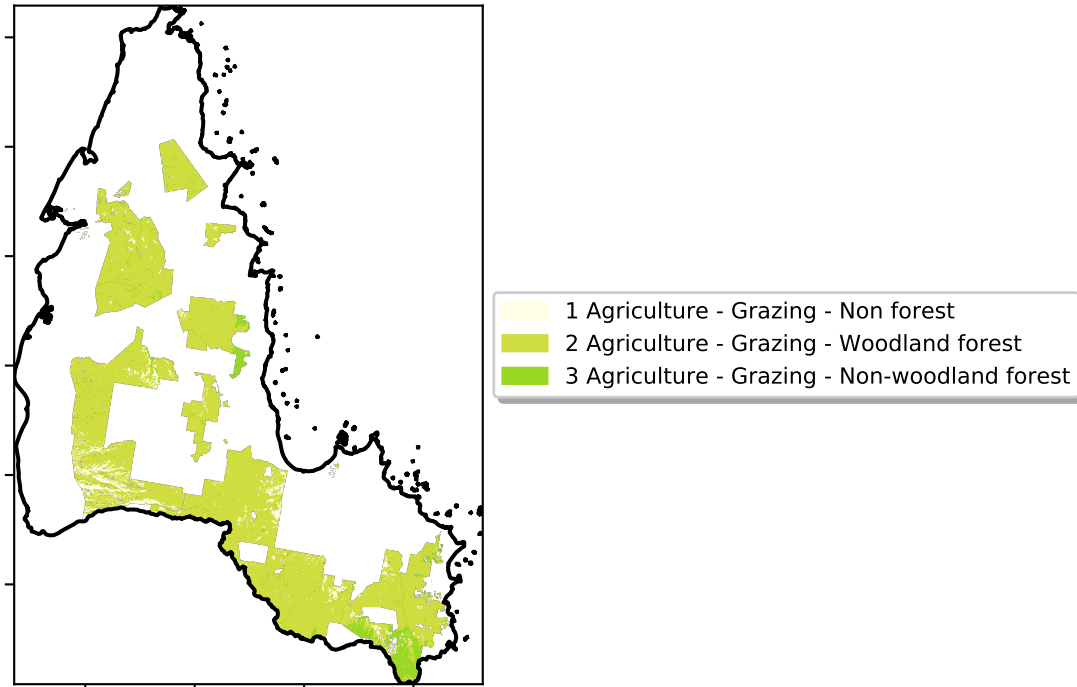 1 Agriculture - Grazing - Non forest
2 Agriculture - Grazing - Woodland forest
3 Agriculture - Grazing - Non-woodland forest